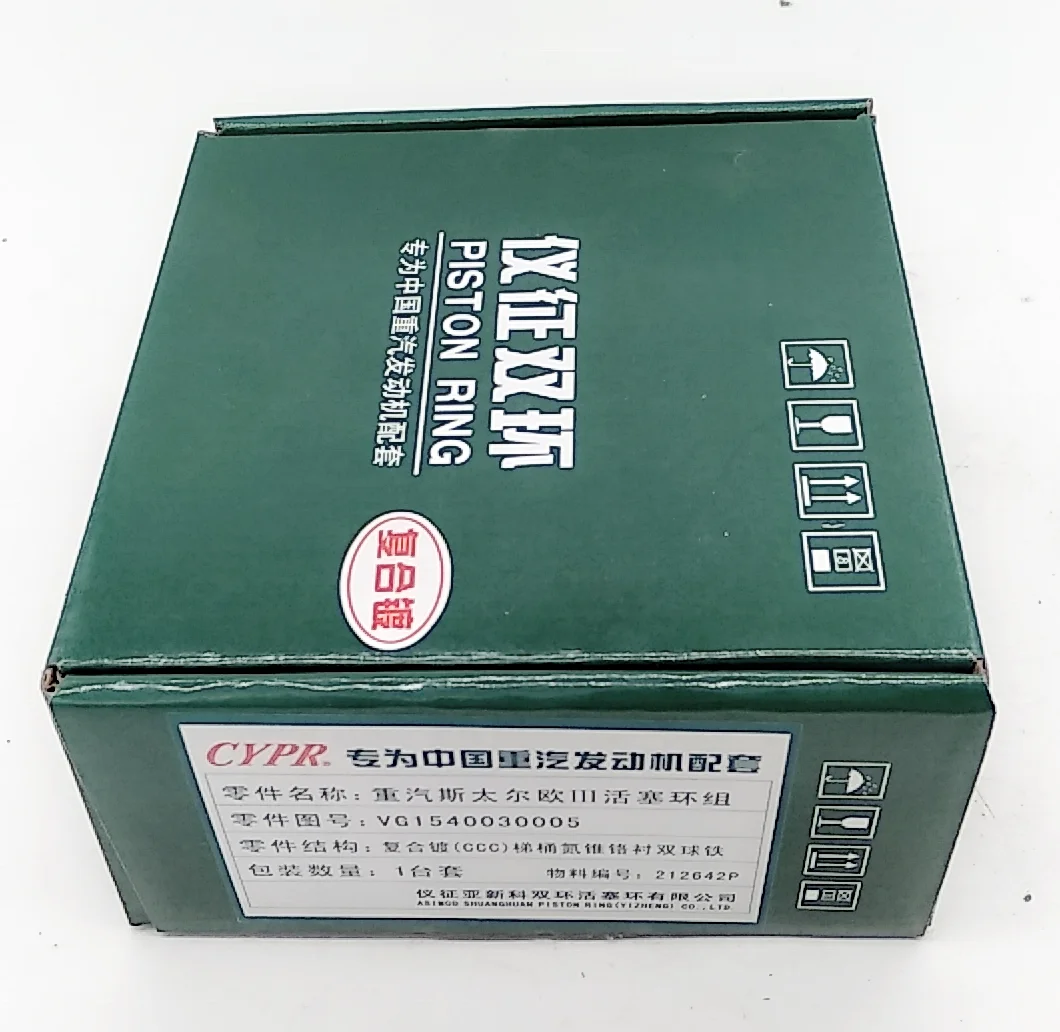 仪征双环
PISTON RING
专为中国重汽发动机配套
复合镀
CYPR® 专为中国重汽发动机配套
零件名称：重汽斯太尔欧III活塞环组
零件图号：VG1540030005
零件结构：复合镀(CCC)梯桶氮锥铬衬双球铁
包装数量：1台套 物料编号：212642P
仪征亚新科双环活塞环有限公司
ASIMCO SHUANGHUAN PISTON RING(YIZHENG) CO.,LTD.